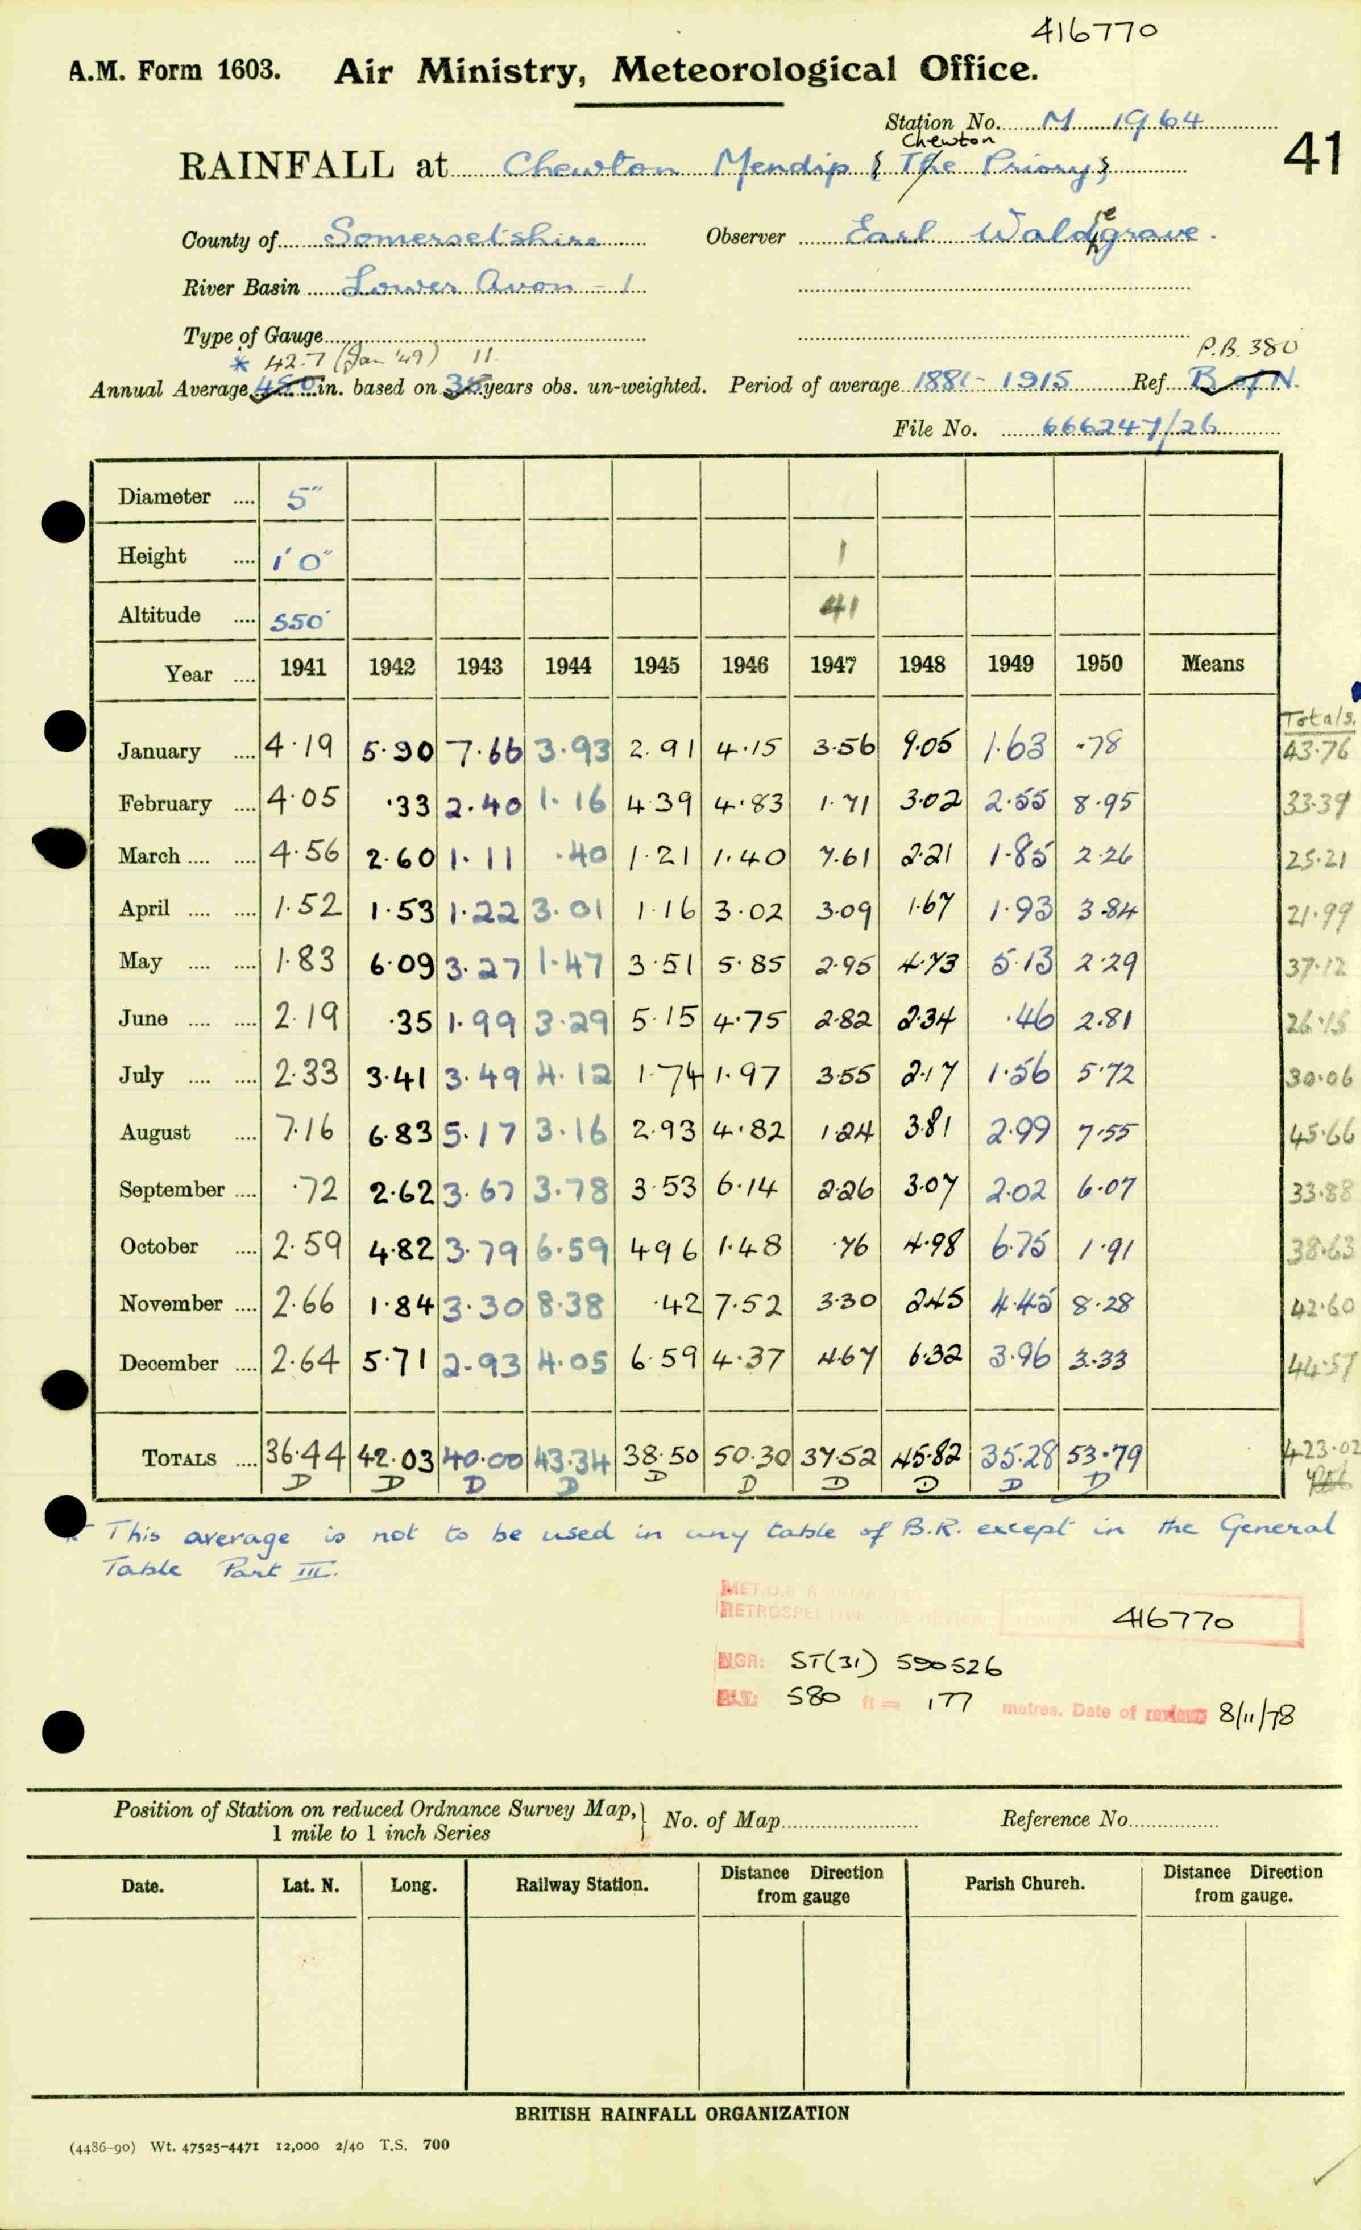 416770
A.M. Form 1603. Air Ministry, Meteorological Office.
Station No. M 1964
Chewton
41
RAINFALL at Chewton Mendip { The Priory }
County of Somersetshire Observer Earl Waldegrave.
River Basin Lower Avon - 1
Type of Gauge
* 42.7 (Jan '49) 11 P.B. 380
Annual Average in. based on 35 years obs. un-weighted. Period of average 1881 - 1915 Ref. B of N.
File No. 666247/26
Diameter .... 5"
Height .... 1' 0" 1
Altitude .... 550' 41
Year .... 1941 1942 1943 1944 1945 1946 1947 1948 1949 1950 Means
Totals.
January .... 4.19 5.90 7.66 3.93 2.91 4.15 3.56 9.05 1.63 .78 43.76
February .... 4.05 .33 2.40 1.16 4.39 4.83 1.71 3.02 2.55 8.95 33.39
March .... .... 4.56 2.60 1.11 .40 1.21 1.40 7.61 2.21 1.85 2.26 25.21
April .... .... 1.52 1.53 1.22 3.01 1.16 3.02 3.09 1.67 1.93 3.84 21.99
May .... .... 1.83 6.09 3.27 1.47 3.51 5.85 2.95 4.73 5.13 2.29 37.12
June .... .... 2.19 .35 1.99 3.29 5.15 4.75 2.82 2.34 .46 2.81 26.15
July .... .... 2.33 3.41 3.49 4.12 1.74 1.97 3.55 2.17 1.56 5.72 30.06
August .... 7.16 6.83 5.17 3.16 2.93 4.82 1.24 3.81 2.99 7.55 45.66
September .... .72 2.62 3.67 3.78 3.53 6.14 2.26 3.07 2.02 6.07 33.88
October .... 2.59 4.82 3.79 6.59 4.96 1.48 .76 4.98 6.75 1.91 38.63
November .... 2.66 1.84 3.30 8.38 .42 7.52 3.30 2.45 4.45 8.28 42.60
December .... 2.64 5.71 2.93 4.05 6.59 4.37 4.67 6.32 3.96 3.33 44.57
TOTALS .... 36.44 42.03 40.00 43.34 38.50 50.30 37.52 45.82 35.28 53.79 423.02
D D D D D D D D D D
* This average is not to be used in any table of B.R. except in the General
Table Part III.
MET.O.8
RETROSPECTIVE SITE REVIEW 416770
NGR: ST(31) 590526
ALT: 580 ft = 177 metres. Date of review 8/11/78
Position of Station on reduced Ordnance Survey Map, } No. of Map Reference No.
1 mile to 1 inch Series
Date. Lat. N. Long. Railway Station. Distance Direction from gauge Parish Church. Distance Direction from gauge.
BRITISH RAINFALL ORGANIZATION
(4486-90) Wt. 47525-4471 12,000 2/40 T.S. 700